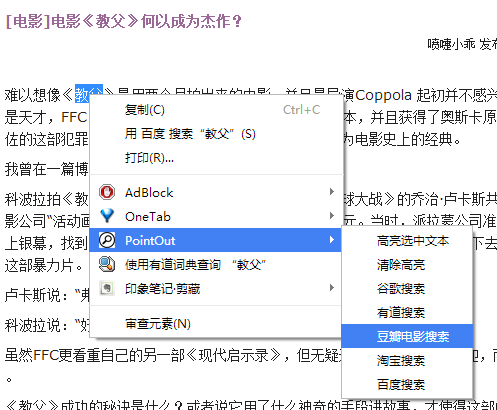 [电影]电影《教父》何以成为杰作？
喷嚏小乖 发布
难以想像《教父》是用两个月拍出来的电影，并且是导演Coppola 起初并不感兴
是天才，FFC
本，并且获得了奥斯卡原
佐的这部犯罪
为电影史上的经典。
我曾在一篇博
科波拉拍《教
球大战》的乔治·卢卡斯共
影公司“活动画
元。当时，派拉蒙公司准
上银幕，找到
下去
这部暴力片。
卢卡斯说：“弗
科波拉说：“好
虽然FFC更看重自己的另一部《现代启示录》，但无疑
，而
。
《教父》成功的秘诀是什么？或者说它用了什么神奇的手段讲故事，才使得这部
复制(C) Ctrl+C
用 百度 搜索“教父”(S)
打印(R)...
AdBlock
OneTab
PointOut
使用有道词典查询 “教父”
印象笔记·剪藏
审查元素(N)
高亮选中文本
清除高亮
谷歌搜索
有道搜索
豆瓣电影搜索
淘宝搜索
百度搜索